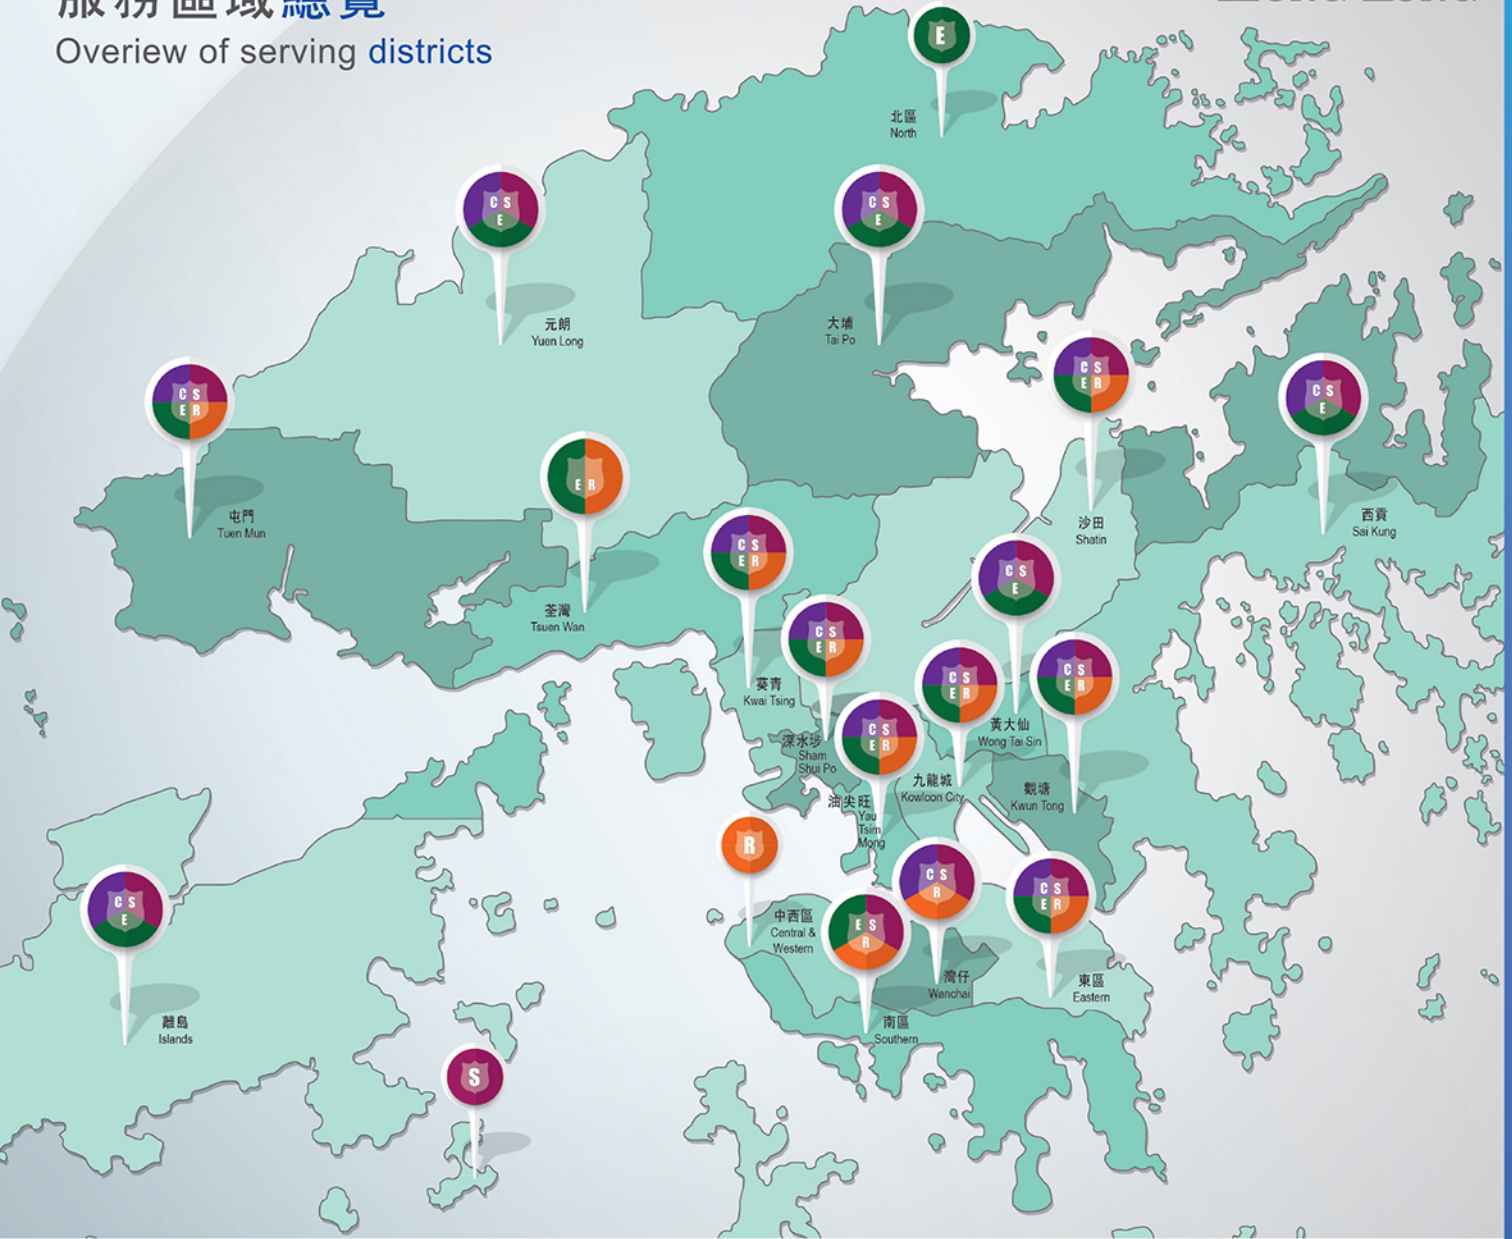 服務區域總覽
Overiew of serving districts
E
北區
North
C S
E
C S
E
元朗
Yuen Long
大埔
Tai Po
C S
E R
C S
E
C S
E R
E R
屯門
Tuen Mun
沙田
Shatin
西貢
Sai Kung
C S
E R
C S
E
荃灣
Tsuen Wan
C S
E R
C S
E R
C S
E R
葵青
Kwai Tsing
黃大仙
Wong Tai Sin
C S
E R
深水埗
Sham
Shui Po
九龍城
Kowloon City
觀塘
Kwun Tong
油尖旺
Yau
Tsim
Mong
R
C S
R
C S
E R
C S
E
中西區
Central &
Western
E S
R
灣仔
Wanchai
東區
Eastern
離島
Islands
南區
Southern
S